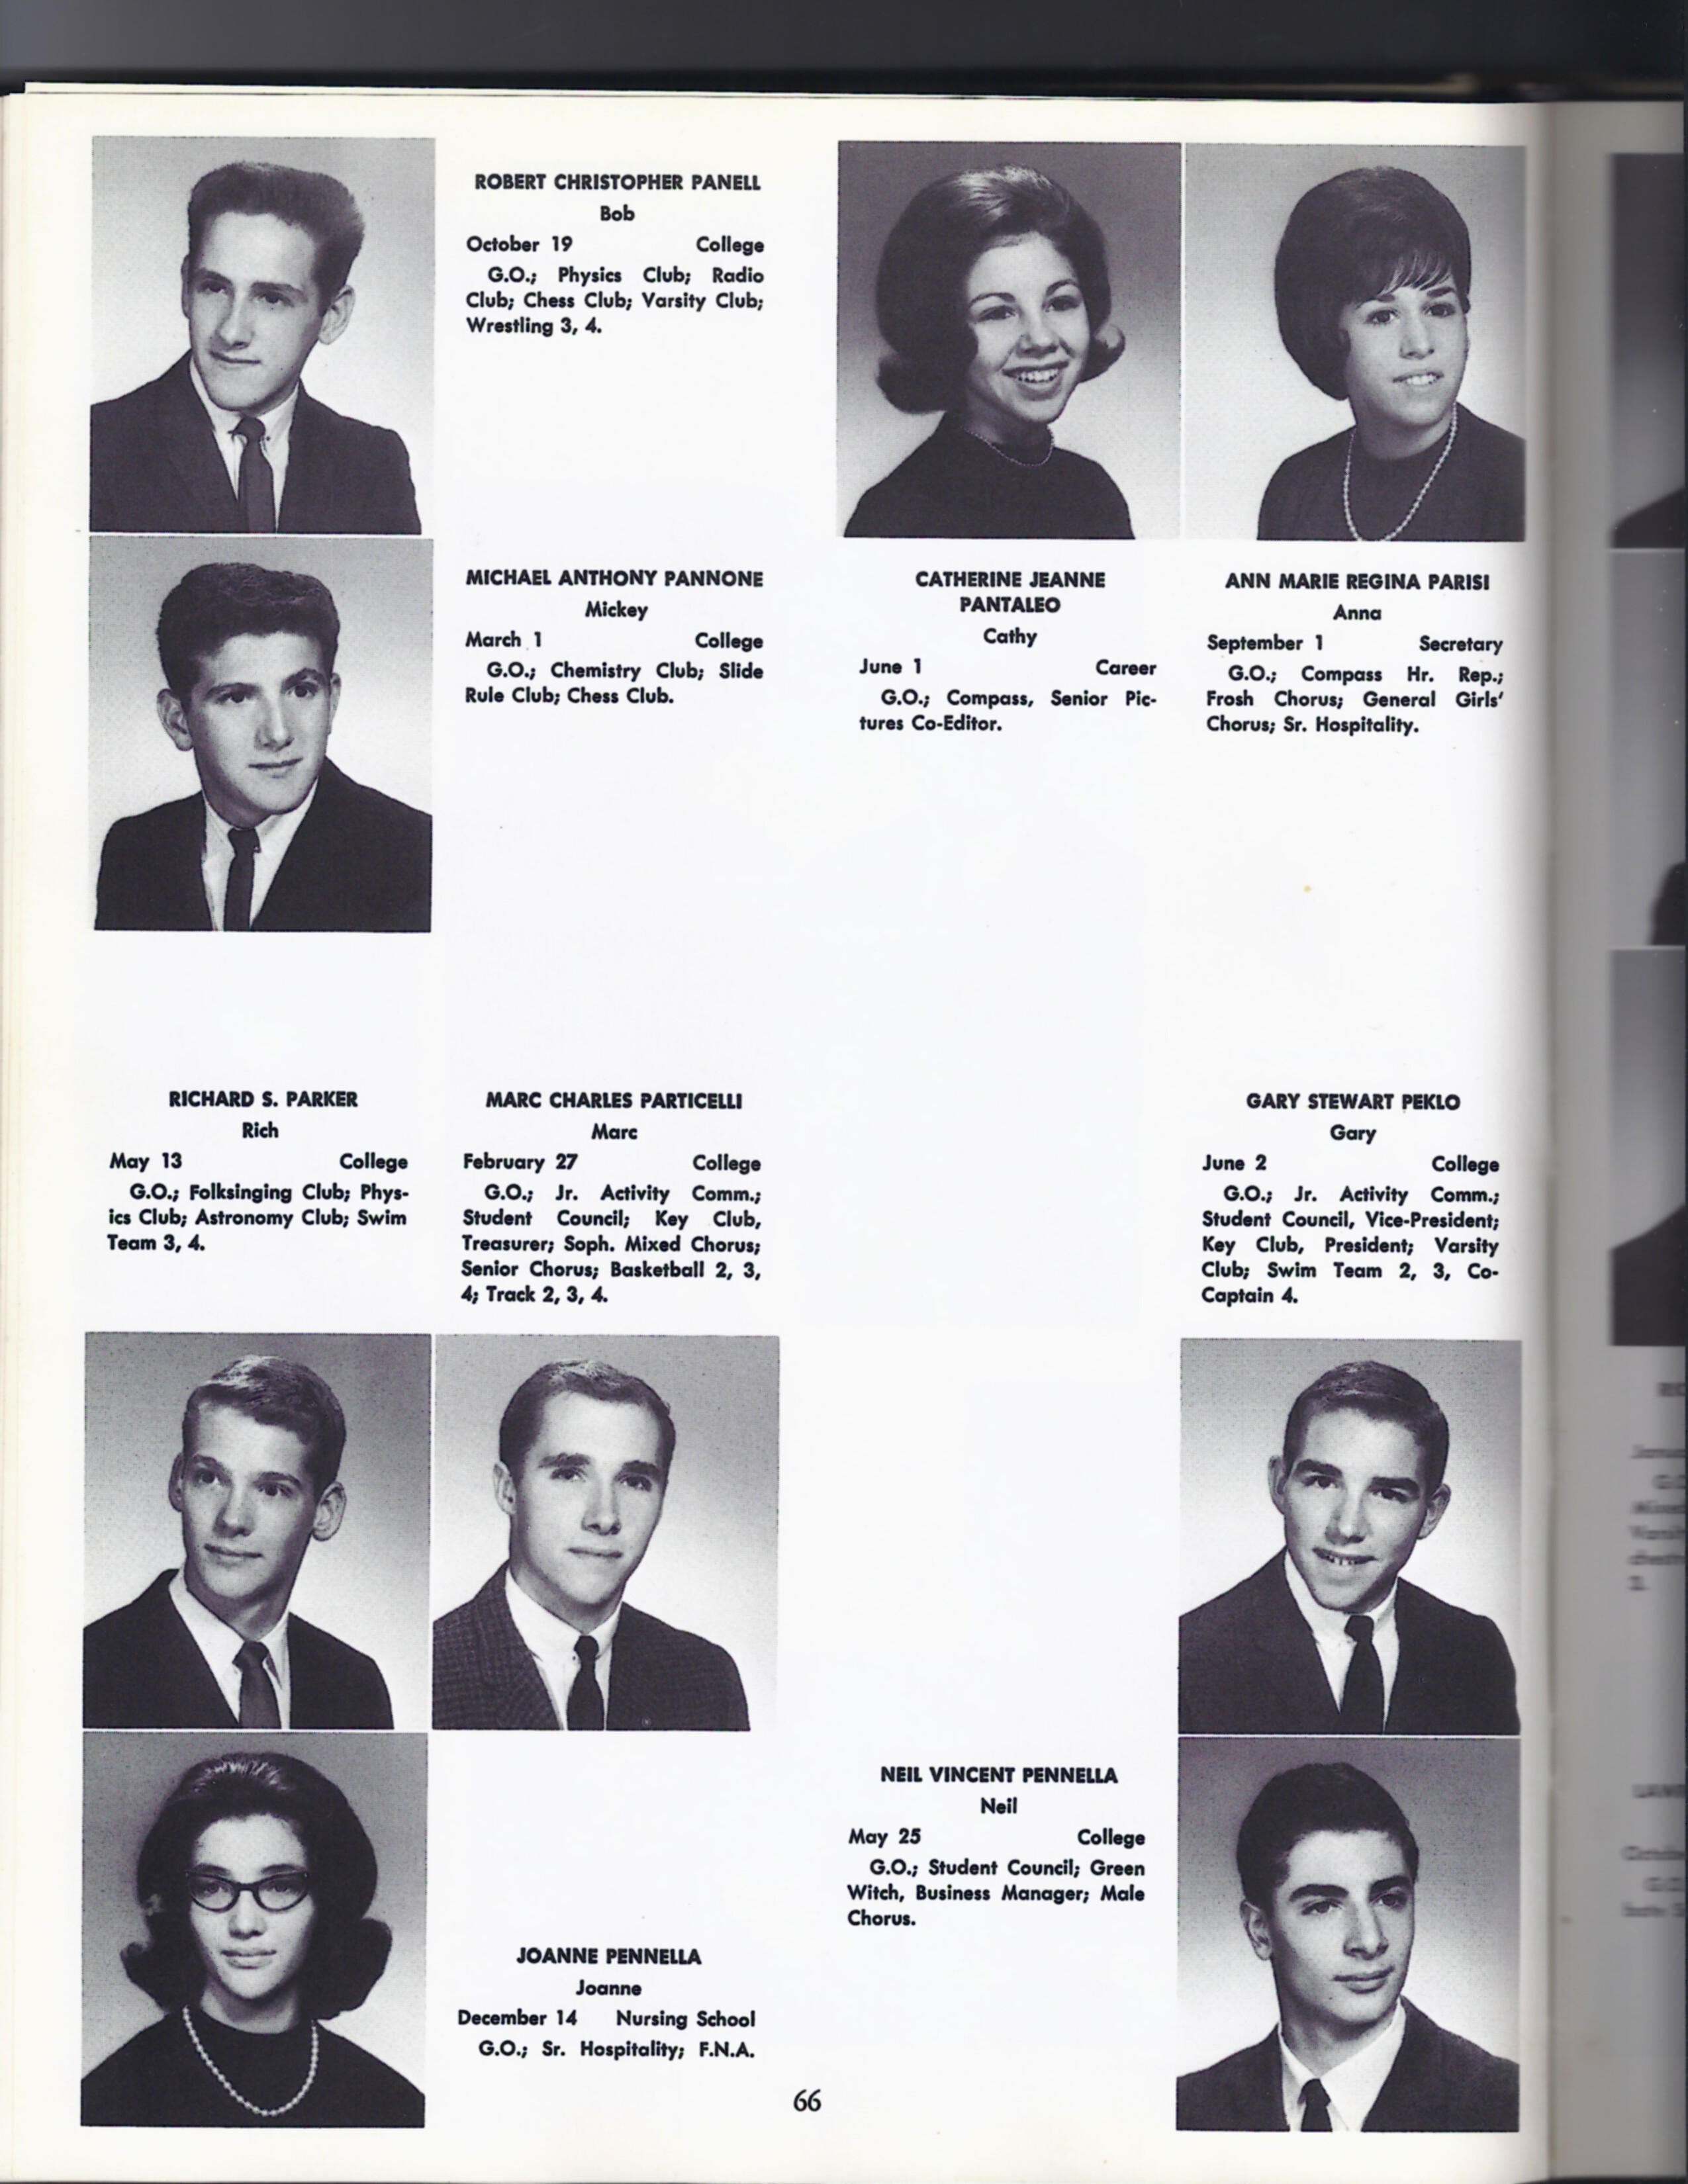 ROBERT CHRISTOPHER PANELL
Bob
October 19 College
G.O.; Physics Club; Radio
Club; Chess Club; Varsity Club;
Wrestling 3, 4.
MICHAEL ANTHONY PANNONE
Mickey
March 1 College
G.O.; Chemistry Club; Slide
Rule Club; Chess Club.
CATHERINE JEANNE
PANTALEO
Cathy
June 1 Career
G.O.; Compass, Senior Pic-
tures Co-Editor.
ANN MARIE REGINA PARISI
Anna
September 1 Secretary
G.O.; Compass Hr. Rep.;
Frosh Chorus; General Girls'
Chorus; Sr. Hospitality.
RICHARD S. PARKER
Rich
May 13 College
G.O.; Folksinging Club; Phys-
ics Club; Astronomy Club; Swim
Team 3, 4.
MARC CHARLES PARTICELLI
Marc
February 27 College
G.O.; Jr. Activity Comm.;
Student Council; Key Club,
Treasurer; Soph. Mixed Chorus;
Senior Chorus; Basketball 2, 3,
4; Track 2, 3, 4.
GARY STEWART PEKLO
Gary
June 2 College
G.O.; Jr. Activity Comm.;
Student Council, Vice-President;
Key Club, President; Varsity
Club; Swim Team 2, 3, Co-
Captain 4.
JOANNE PENNELLA
Joanne
December 14 Nursing School
G.O.; Sr. Hospitality; F.N.A.
NEIL VINCENT PENNELLA
Neil
May 25 College
G.O.; Student Council; Green
Witch, Business Manager; Male
Chorus.
66